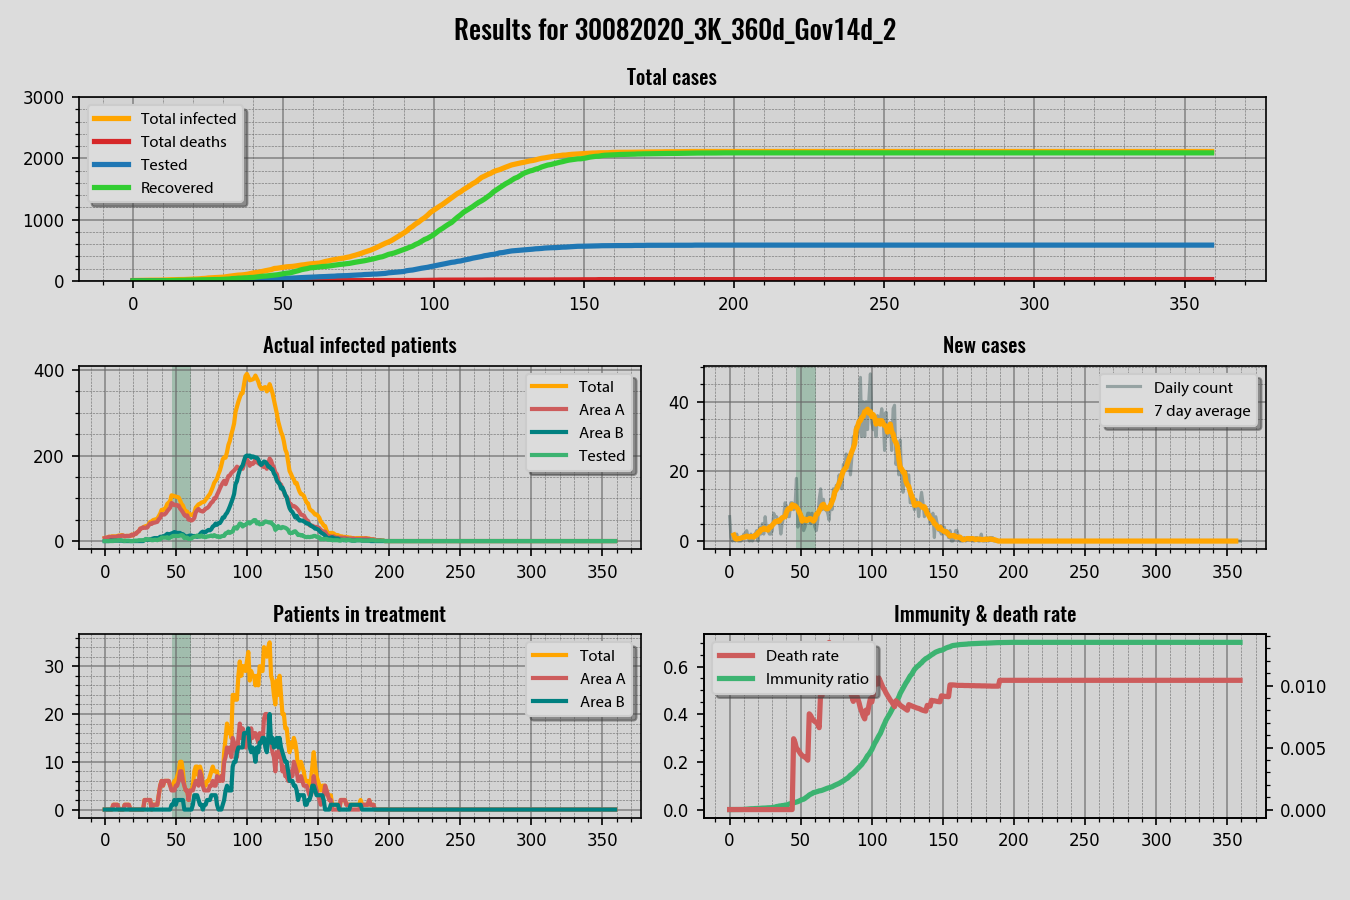 Results for 30082020_3K_360d_Gov14d_2
Total cases
3000
2000
1000
0
Total infected
Total deaths
Tested
Recovered
0 50 100 150 200 250 300 350
Actual infected patients
400
200
0
Total
Area A
Area B
Tested
0 50 100 150 200 250 300 350
New cases
40
20
0
Daily count
7 day average
0 50 100 150 200 250 300 350
Patients in treatment
30
20
10
0
Total
Area A
Area B
0 50 100 150 200 250 300 350
Immunity & death rate
0.6
0.4
0.2
0.0
Death rate
Immunity ratio
0.010
0.005
0.000
0 50 100 150 200 250 300 350